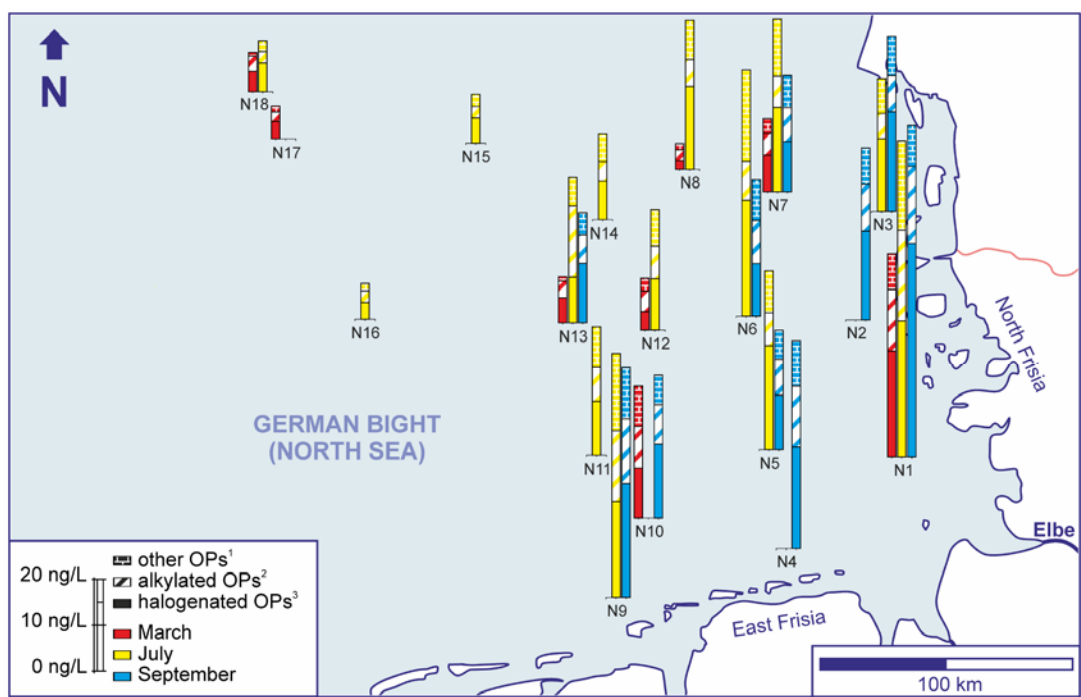 N
N18
N17
N15
N8
N7
N3
N14
N16
N13
N12
N6
N2
North Frisia
GERMAN BIGHT
(NORTH SEA)
N11
N5
N1
N10
Elbe
N4
N9
East Frisia
other OPs¹
20 ng/L
alkylated OPs²
halogenated OPs³
10 ng/L
March
July
0 ng/L
September
100 km